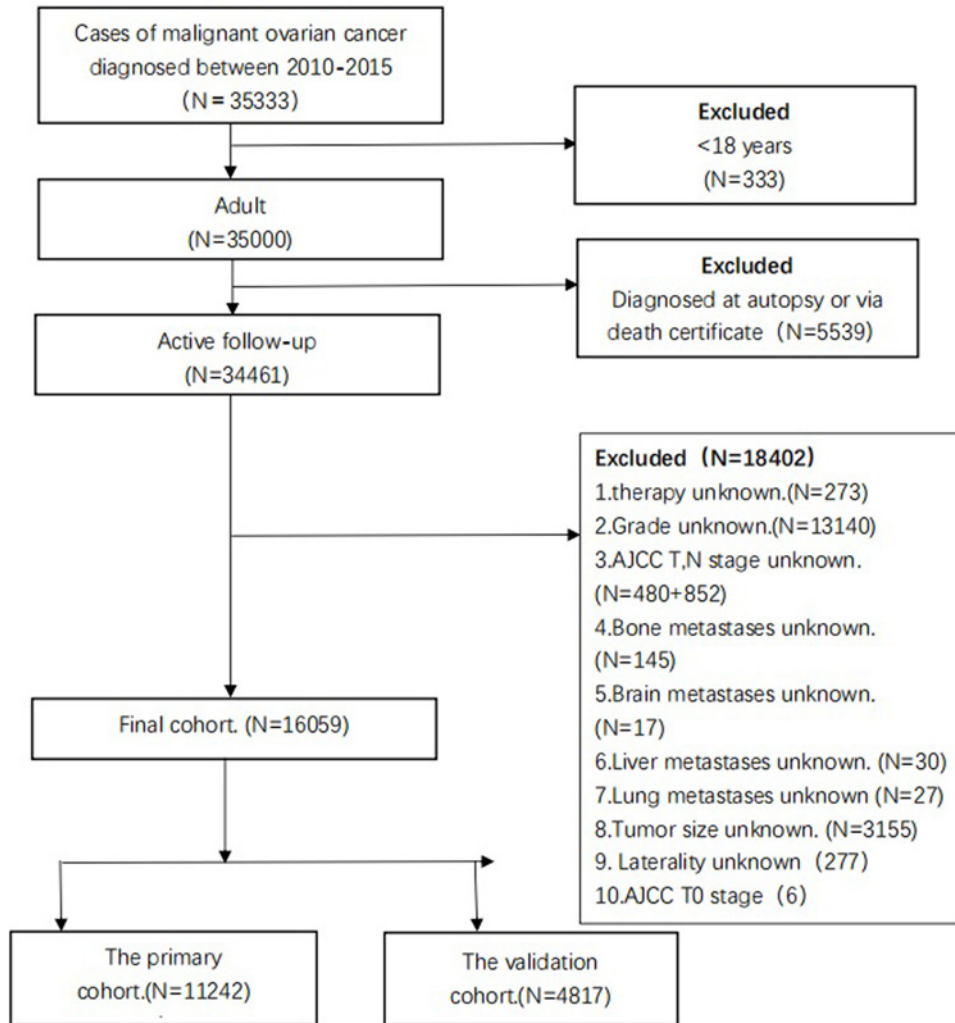 Cases of malignant ovarian cancer
diagnosed between 2010-2015
(N = 35333)
Excluded
<18 years
(N=333)
Adult
(N=35000)
Excluded
Diagnosed at autopsy or via
death certificate (N=5539)
Active follow-up
(N=34461)
Excluded (N=18402)
1.therapy unknown.(N=273)
2.Grade unknown.(N=13140)
3.AJCC T,N stage unknown.
(N=480+852)
4.Bone metastases unknown.
(N=145)
5.Brain metastases unknown.
(N=17)
6.Liver metastases unknown. (N=30)
7.Lung metastases unknown (N=27)
8.Tumor size unknown. (N=3155)
9. Laterality unknown (277)
10.AJCC T0 stage (6)
Final cohort. (N=16059)
The primary
cohort.(N=11242)
.
The validation
cohort.(N=4817)